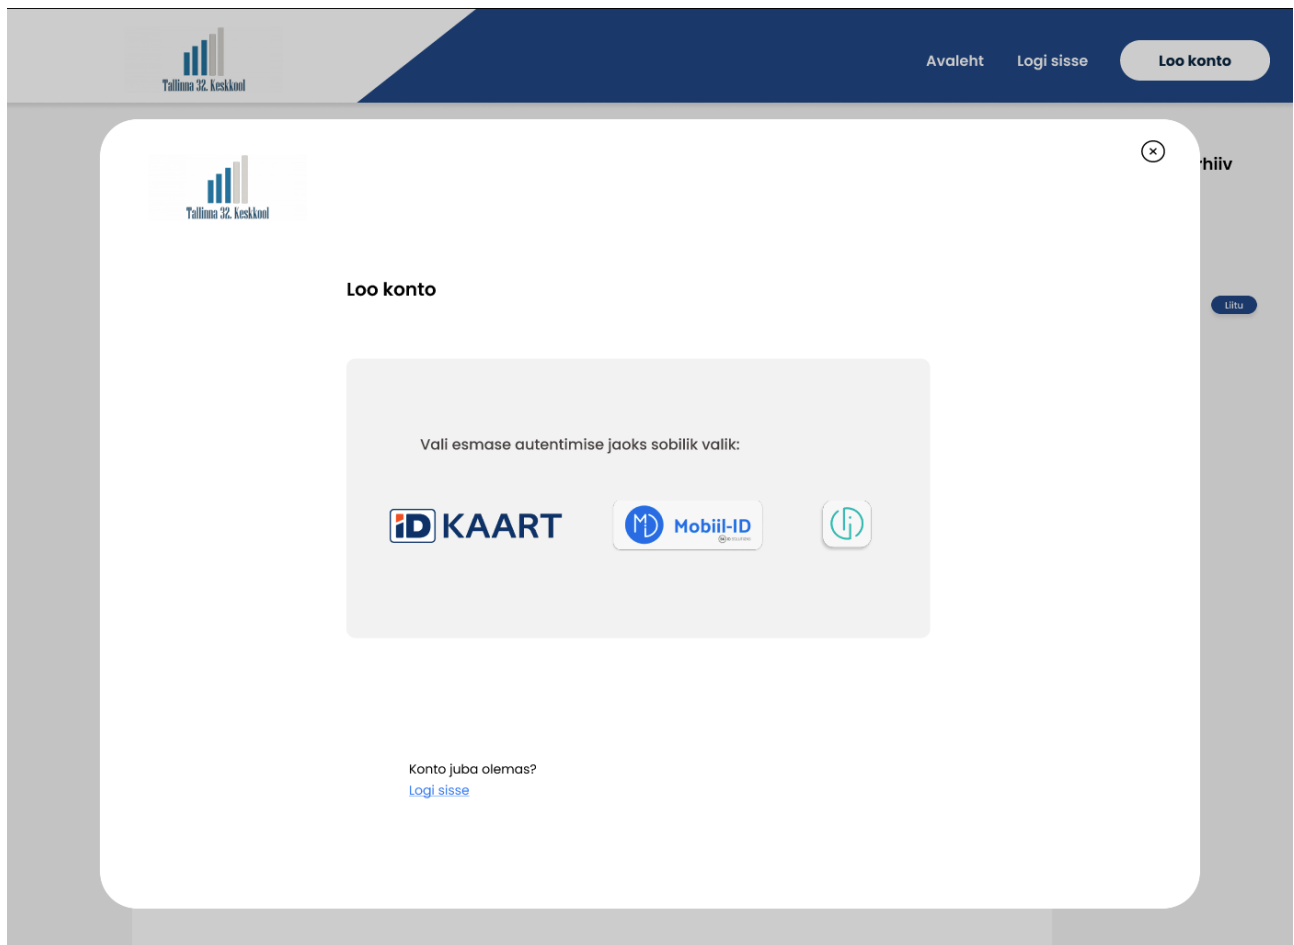 Tallinna 32. Keskkool
Avaleht
Logi sisse
Loo konto
Tallinna 32. Keskkool
rhiiv
Loo konto
Liitu
Vali esmase autentimise jaoks sobilik valik:
iD KAART
Mobiil-ID
Konto juba olemas?
Logi sisse